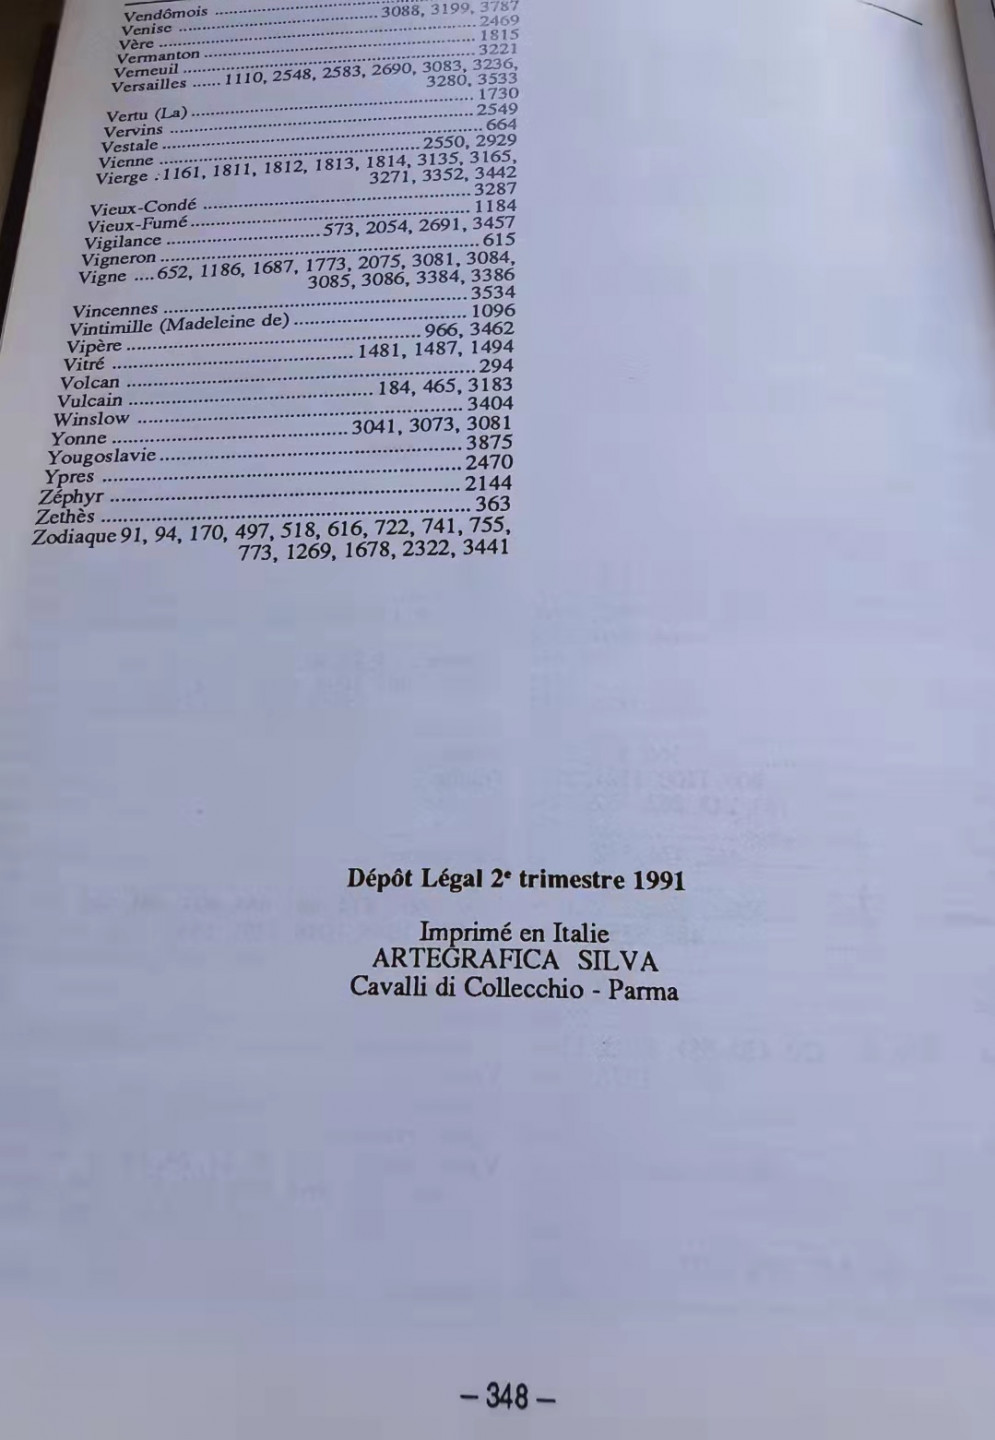 Vendômois ..............................
Venise .............................. 3088, 3199, 3787
Vère .............................. 2469
Vermanton .............................. 1815
Verneuil .............................. 3221
Versailles ...... 1110, 2548, 2583, 2690, 3083, 3236,
3280, 3533
Vertu (La) .............................. 1730
Vervins .............................. 2549
Vestale .............................. 664
Vienne .............................. 2550, 2929
Vierge : 1161, 1811, 1812, 1813, 1814, 3135, 3165,
3271, 3352, 3442
Vieux-Condé .............................. 3287
Vieux-Fumé .............................. 1184
Vigilance .............................. 573, 2054, 2691, 3457
Vigneron .............................. 615
Vigne .... 652, 1186, 1687, 1773, 2075, 3081, 3084,
3085, 3086, 3384, 3386
Vincennes .............................. 3534
Vintimille (Madeleine de) .............................. 1096
Vipère .............................. 966, 3462
Vitré .............................. 1481, 1487, 1494
Volcan .............................. 294
Vulcain .............................. 184, 465, 3183
Winslow .............................. 3404
Yonne .............................. 3041, 3073, 3081
Yougoslavie .............................. 3875
Ypres .............................. 2470
Zéphyr .............................. 2144
Zethès .............................. 363
Zodiaque 91, 94, 170, 497, 518, 616, 722, 741, 755,
773, 1269, 1678, 2322, 3441
Dépôt Légal 2e trimestre 1991
Imprimé en Italie
ARTEGRAFICA SILVA
Cavalli di Collecchio - Parma
– 348 –